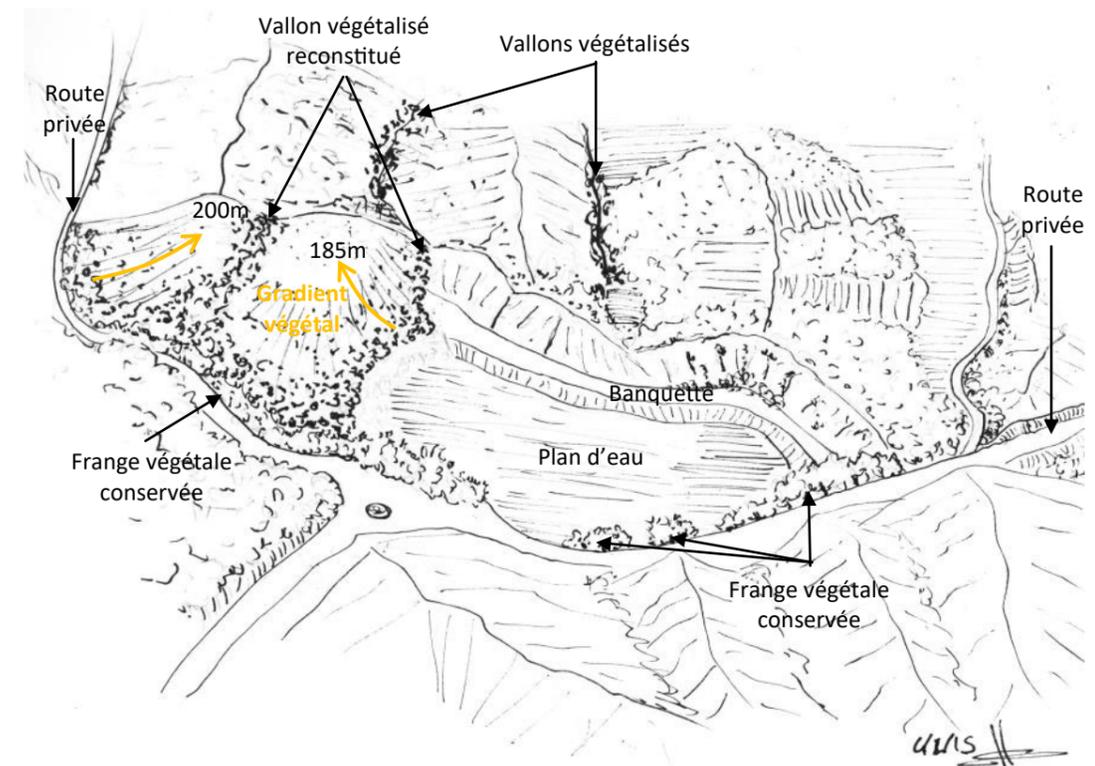 Vallon végétalisé
reconstitué
Vallons végétalisés
Route
privée
200m
185m
Gradient
végétal
Route
privée
Banquette
Plan d'eau
Frange végétale
conservée
Frange végétale
conservée